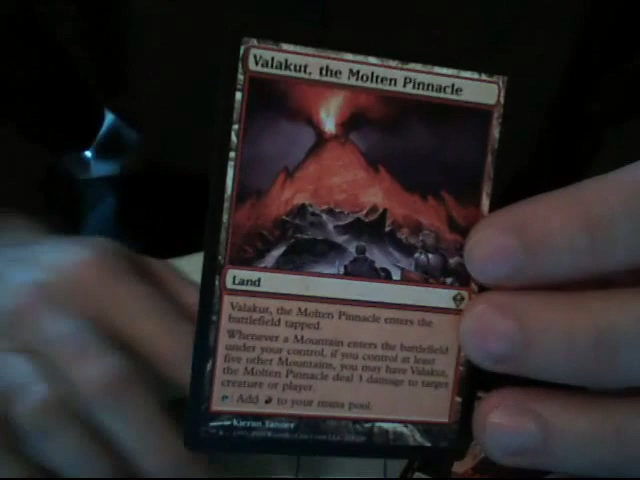 Valakut, the Molten Pinnacle
Land
Valakut, the Molten Pinnacle enters the
battlefield tapped.
Whenever a Mountain enters the battlefield
under your control, if you control at least
five other Mountains, you may have Valakut,
the Molten Pinnacle deal 3 damage to target
creature or player.
: Add to your mana pool.
Kieran Yanner